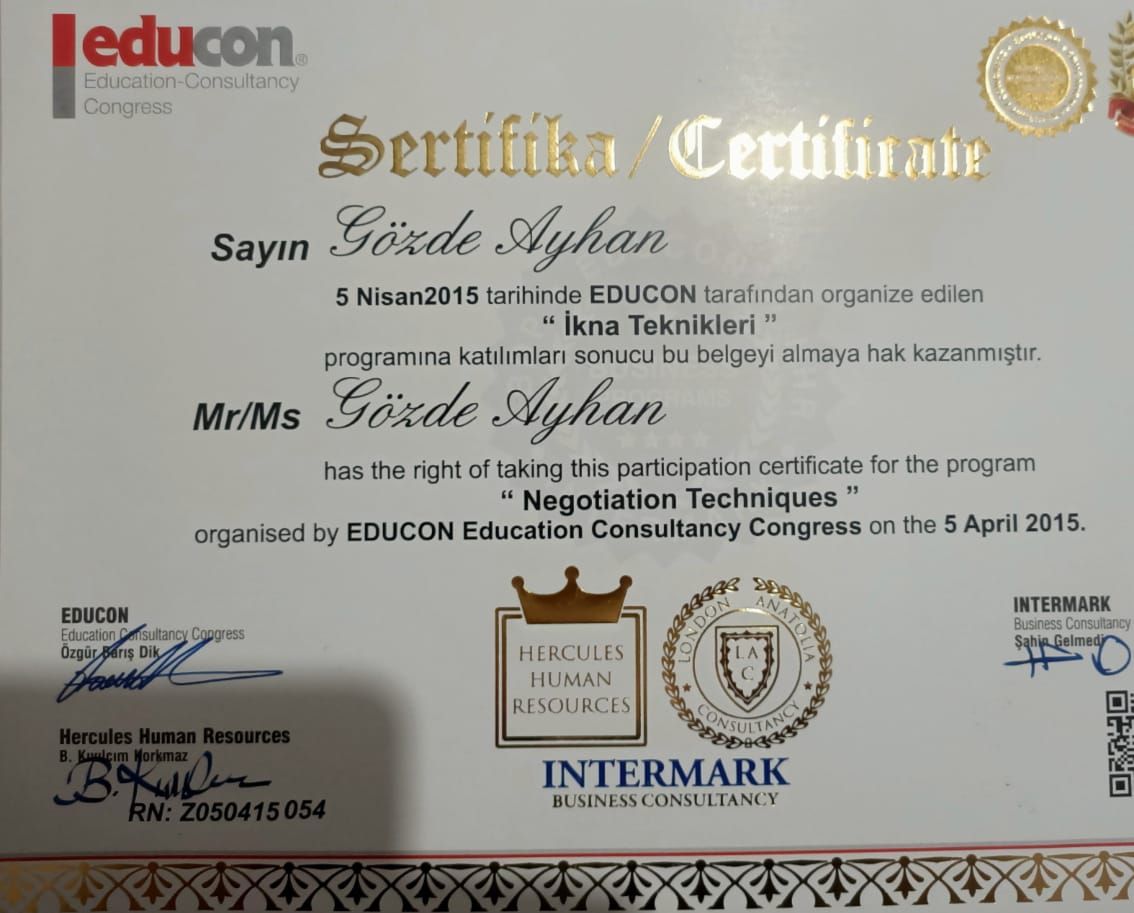 educon®
Education-Consultancy
Congress
Sertifika / Certificate
Sayın Gözde Ayhan
5 Nisan2015 tarihinde EDUCON tarafından organize edilen
“ İkna Teknikleri ”
programına katılımları sonucu bu belgeyi almaya hak kazanmıştır.
Mr/Ms Gözde Ayhan
has the right of taking this participation certificate for the program
“ Negotiation Techniques ”
organised by EDUCON Education Consultancy Congress on the 5 April 2015.
EDUCON
Education Consultancy Congress
Özgür Barış Dik
Hercules Human Resources
B. Korkmaz
RN: Z050415 054
HERCULES
HUMAN
RESOURCES
LONDON ANATOLIA
LA
C
CONSULTANCY
INTERMARK
BUSINESS CONSULTANCY
INTERMARK
Business Consultancy
Şahin Gelmedi